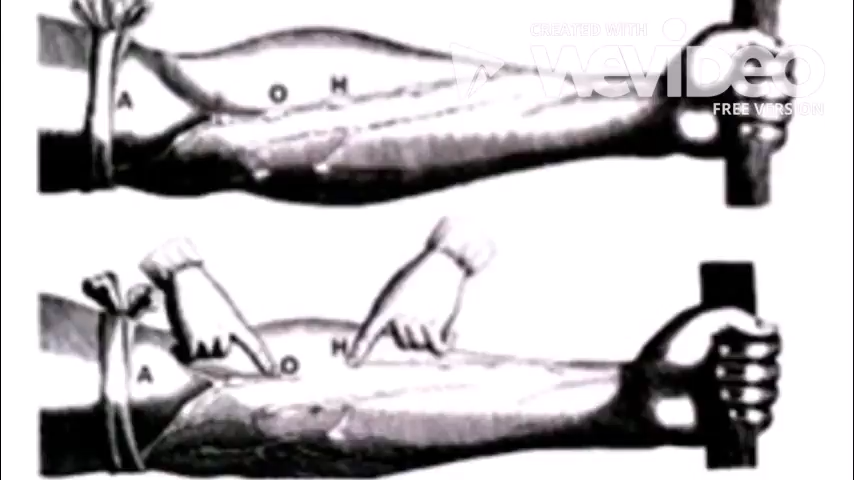 CREATED WITH
WeVideo
FREE VERSION
A
O
H
A
O
H